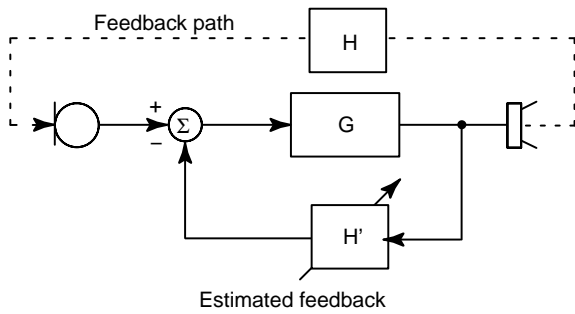 Feedback path
H
+
Σ
−
G
H'
Estimated feedback